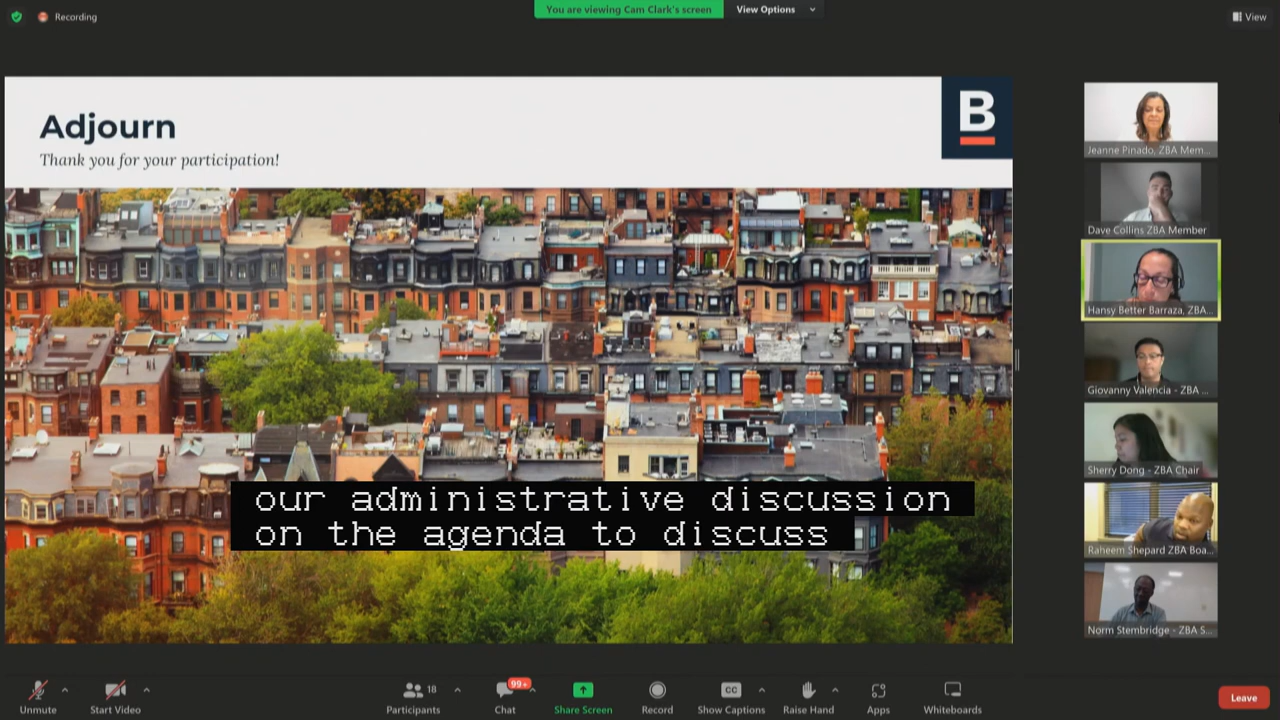 Recording
You are viewing Cam Clark's screen
View Options
View
Adjourn
Thank you for your participation!
B
Jeanne Pinado, ZBA Mem...
Dave Collins ZBA Member
Hansy Better Barraza, ZBA...
Giovanny Valencia - ZBA ...
Sherry Dong - ZBA Chair
Raheem Shepard ZBA Boa...
Norm Stembridge - ZBA S...
our administrative discussion
on the agenda to discuss
Unmute
Start Video
18
Participants
99+
Chat
Share Screen
Record
CC
Show Captions
Raise Hand
Apps
Whiteboards
Leave